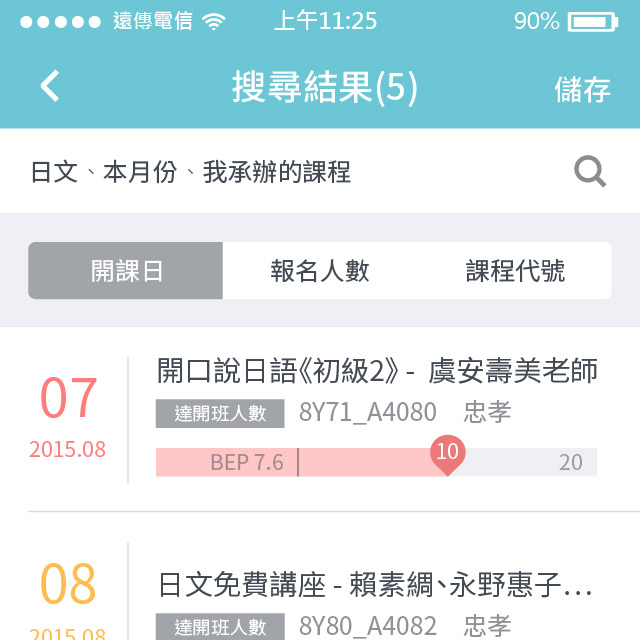 遠傳電信 上午11:25 90%
搜尋結果(5) 儲存
日文、本月份、我承辦的課程
開課日 報名人數 課程代號
07 開口說日語《初級2》- 虞安壽美老師
達開班人數 8Y71_A4080 忠孝
2015.08
BEP 7.6 10 20
08 日文免費講座 - 賴素綢、永野惠子...
達開班人數 8Y80_A4082 忠孝
2015.08